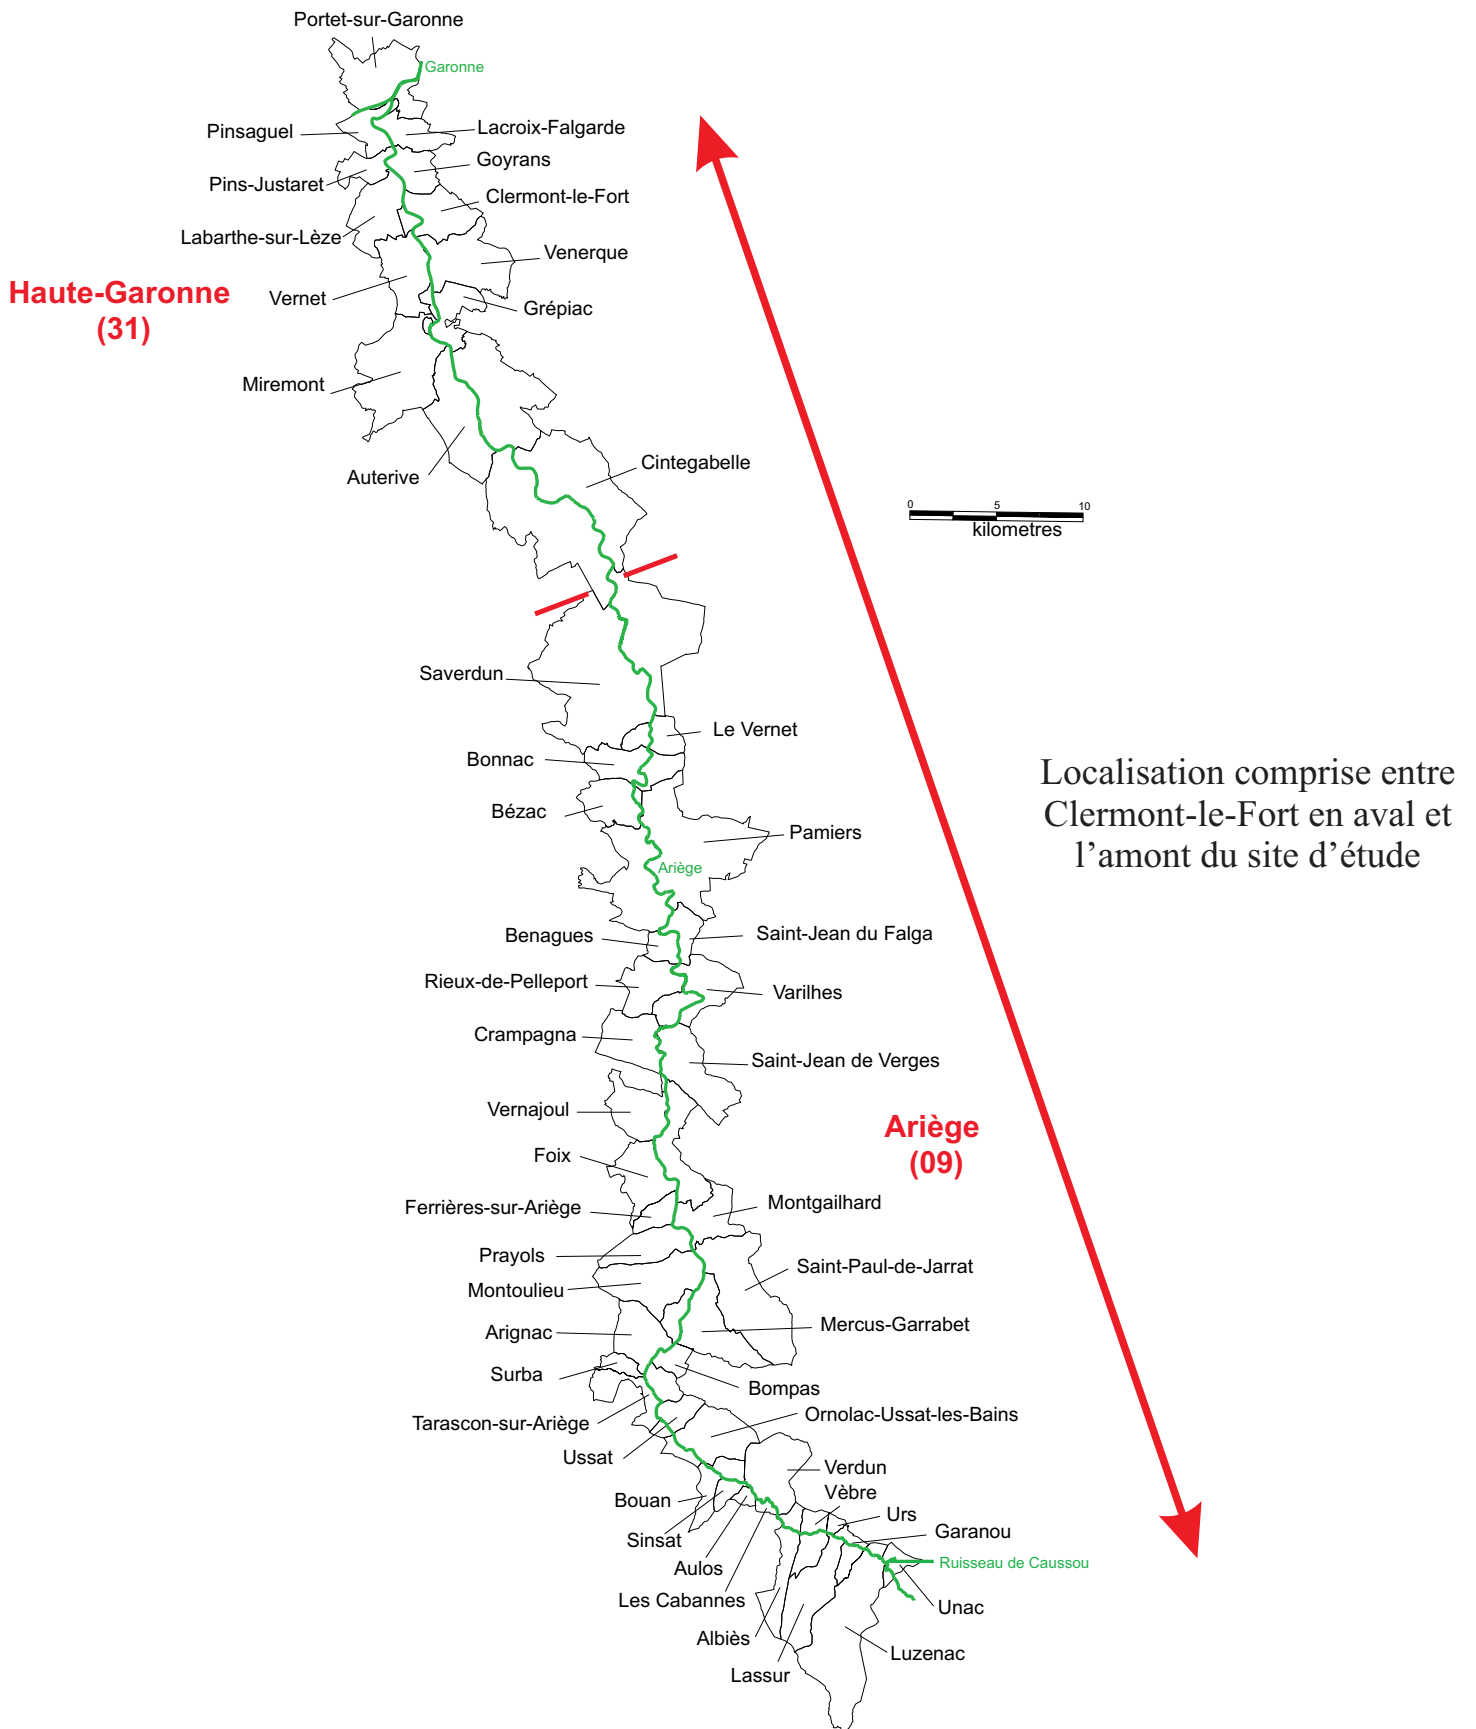 Portet-sur-Garonne
Garonne
Pinsaguel
Lacroix-Falgarde
Goyrans
Pins-Justaret
Clermont-le-Fort
Labarthe-sur-Lèze
Venerque
Haute-Garonne
(31)
Vernet
Grépiac
Miremont
Cintegabelle
Auterive
0 5 10
kilometres
Saverdun
Le Vernet
Bonnac
Localisation comprise entre
Clermont-le-Fort en aval et
l’amont du site d’étude
Bézac
Pamiers
Ariège
Benagues
Saint-Jean du Falga
Rieux-de-Pelleport
Varilhes
Crampagna
Saint-Jean de Verges
Vernajoul
Ariège
(09)
Foix
Ferrières-sur-Ariège
Montgailhard
Prayols
Saint-Paul-de-Jarrat
Montoulieu
Arignac
Mercus-Garrabet
Surba
Bompas
Tarascon-sur-Ariège
Ornolac-Ussat-les-Bains
Ussat
Verdun
Vèbre
Bouan
Urs
Sinsat
Garanou
Aulos
Ruisseau de Caussou
Les Cabannes
Unac
Albiès
Luzenac
Lassur